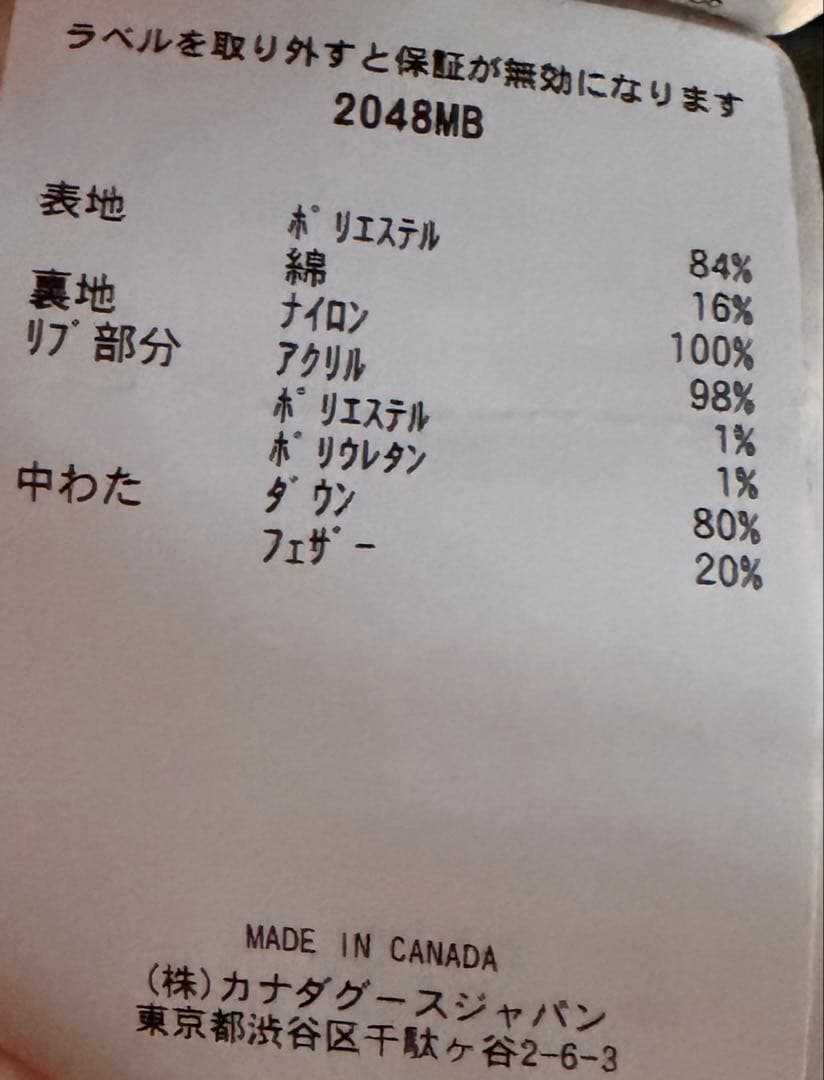 ラベルを取り外すと保証が無効になります
2048MB
表地 ポリエステル 84%
綿 16%
裏地 ナイロン 100%
リブ部分 アクリル 98%
ポリエステル 1%
ポリウレタン 1%
中わた ダウン 80%
フェザー 20%
MADE IN CANADA
(株)カナダグースジャパン
東京都渋谷区千駄ヶ谷2-6-3